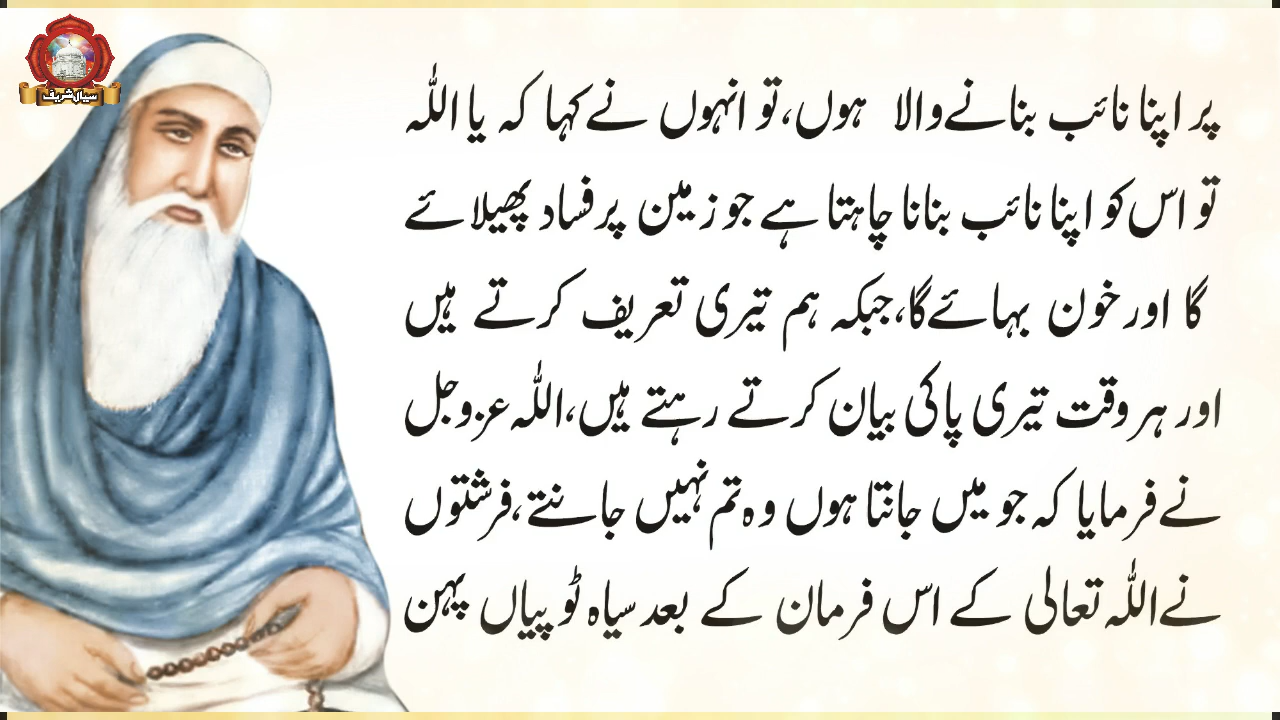 سیال شریف
پر اپنا نائب بنانے والا ہوں، تو انہوں نے کہا کہ یا اللہ
تو اس کو اپنا نائب بنانا چاہتا ہے جو زمین پر فساد پھیلائے
گا اور خون بہائے گا، جبکہ ہم تیری تعریف کرتے ہیں
اور ہر وقت تیری پاکی بیان کرتے رہتے ہیں، اللہ عزوجل
نے فرمایا کہ جو میں جانتا ہوں وہ تم نہیں جانتے، فرشتوں
نے اللہ تعالی کے اس فرمان کے بعد سیاہ ٹوپیاں پہن